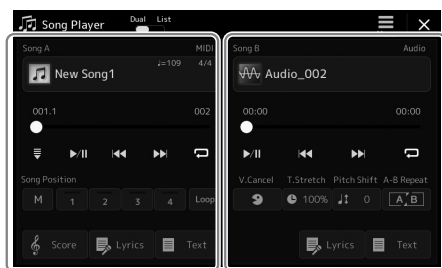 Song Player
Dual List
Song A MIDI
New Song1 ♩=109 4/4
001.1 002
Song Position
M 1 2 3 4 Loop
Score Lyrics Text
Song B Audio
Audio_002
00:00 00:00
V.Cancel T.Stretch Pitch Shift A-B Repeat
100% 0 A B
Lyrics Text